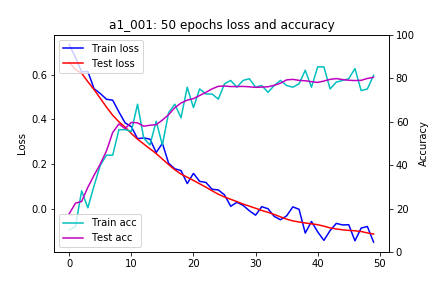 a1_001: 50 epochs loss and accuracy
Train loss
Test loss
Train acc
Test acc
Loss
Accuracy
0.6
0.4
0.2
0.0
100
80
60
40
20
0
0
10
20
30
40
50